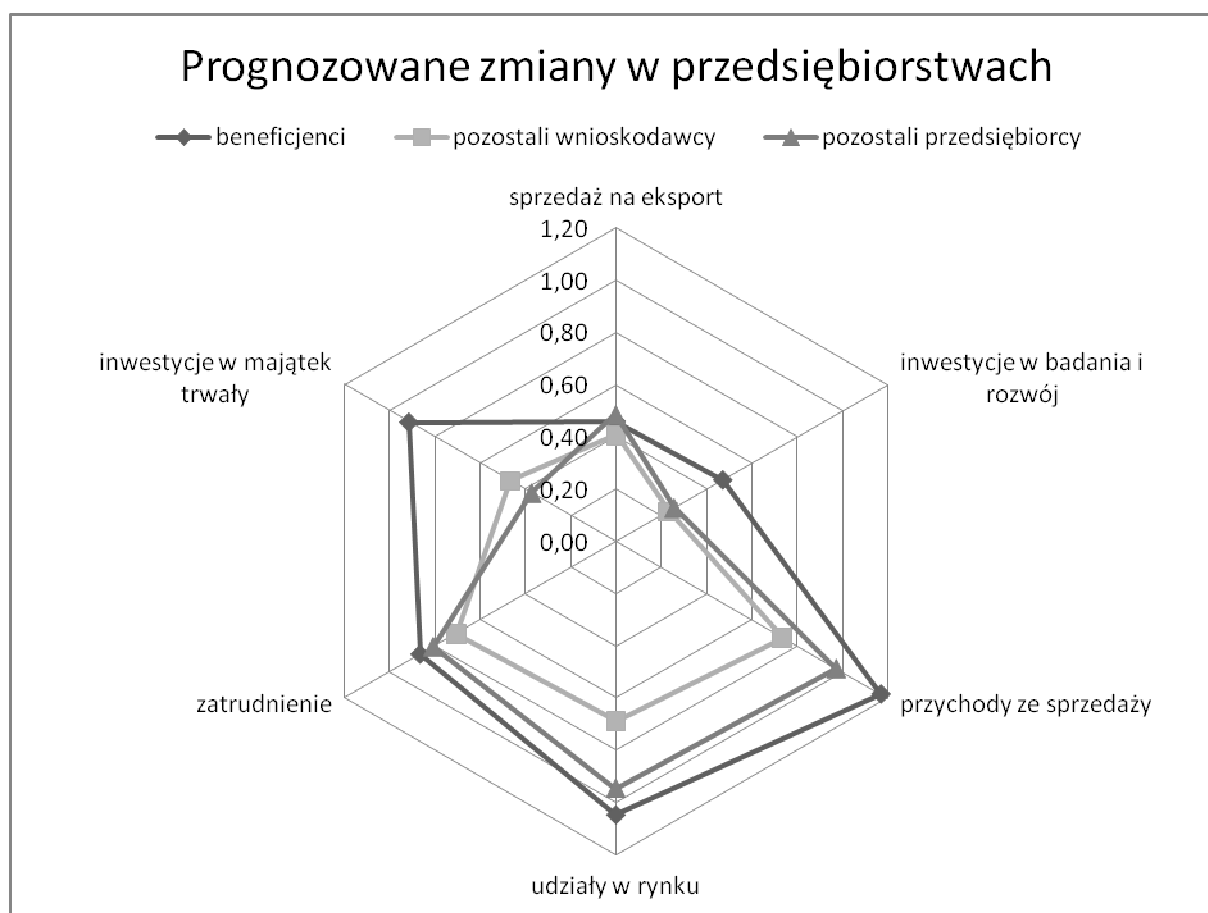 Prognozowane zmiany w przedsiębiorstwach
beneficjenci pozostali wnioskodawcy pozostali przedsiębiorcy
sprzedaż na eksport
1,20
1,00
0,80
0,60
0,40
0,20
0,00
inwestycje w badania i
rozwój
przychody ze sprzedaży
udziały w rynku
zatrudnienie
inwestycje w majątek
trwały